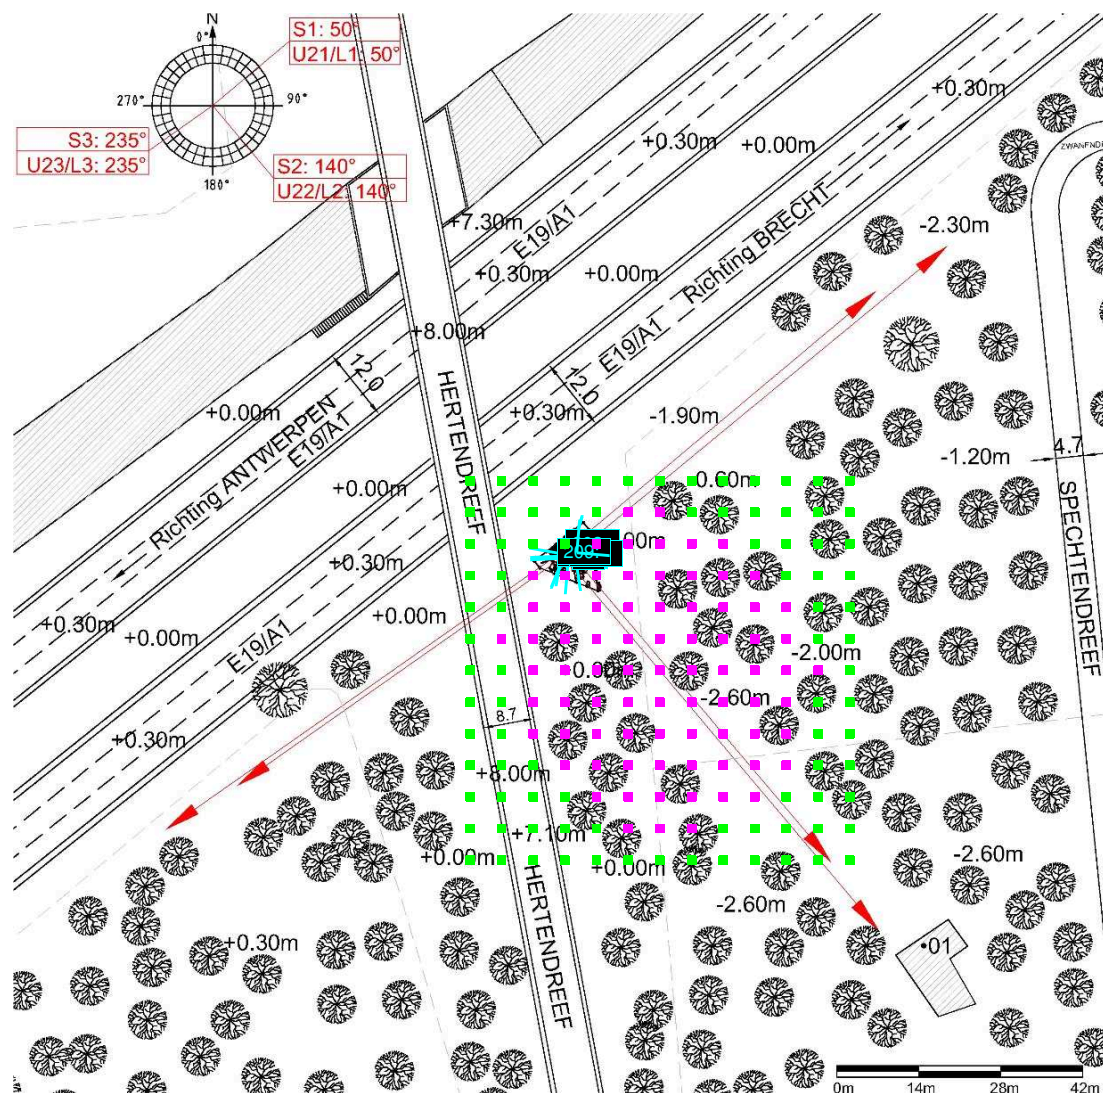 N
0°
90°
180°
270°
S1: 50°
U21/L1: 50°
S3: 235°
U23/L3: 235°
S2: 140°
U22/L2: 140°
+0.30m
+0.30m
+0.00m
ZWANENDR
+7.30m
E19/A1
Richting BRECHT
-2.30m
+0.30m
+0.00m
+8.00m
E19/A1
12.0
12.0
HERTENDREEF
+0.00m
Richting ANTWERPEN
E19/A1
+0.30m
-1.90m
4.7
-1.20m
+0.00m
0.60m
SPECHTENDREEF
00m
208.
+0.30m
+0.00m
+0.30m
+0.00m
E19/A1
-2.00m
+0.00m
-2.60m
8.7
+0.30m
+8.00m
+7.10m
+0.00m
+0.00m
-2.60m
HERTENDREEF
-2.60m
+0.30m
01
0m 14m 28m 42m